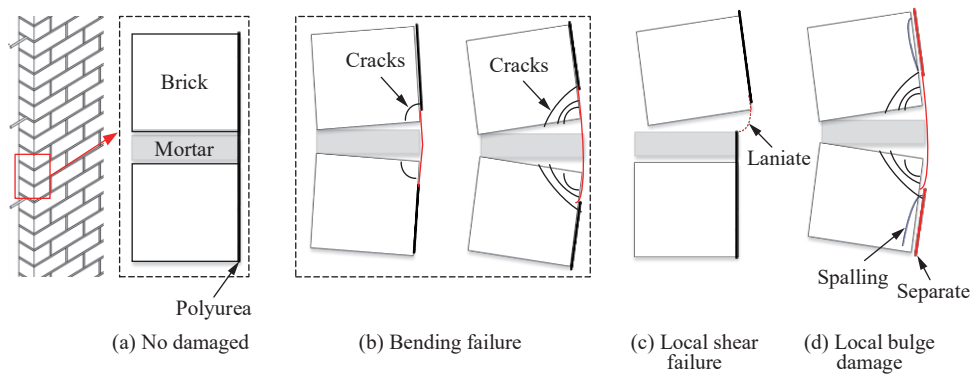 Brick
Mortar
Polyurea
Cracks
Cracks
Laniate
Spalling
Separate
(a) No damaged
(b) Bending failure
(c) Local shear
failure
(d) Local bulge
damage